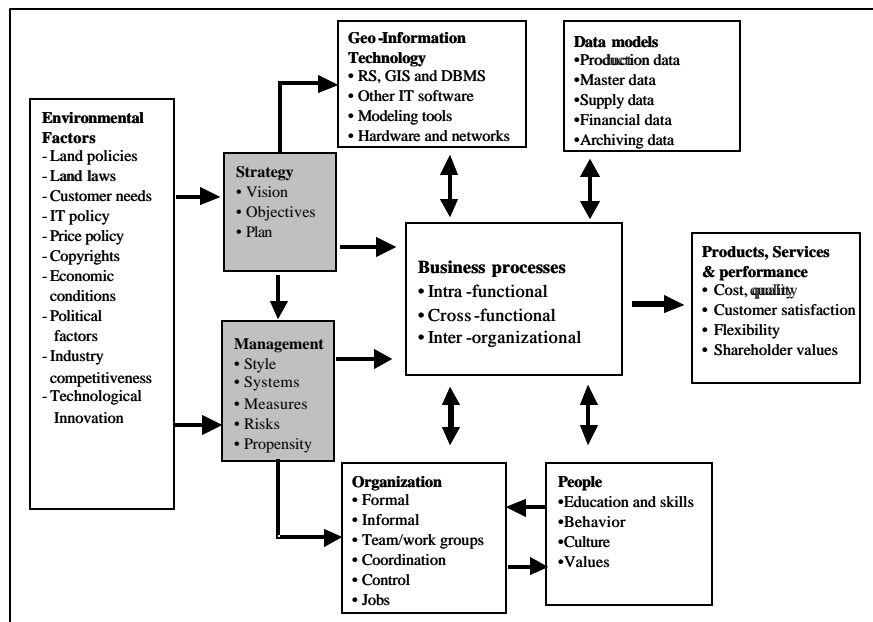 Environmental
Factors
- Land policies
- Land laws
- Customer needs
- IT policy
- Price policy
- Copyrights
- Economic
conditions
- Political
factors
- Industry
competitiveness
- Technological
Innovation
Strategy
• Vision
• Objectives
• Plan
Management
• Style
• Systems
• Measures
• Risks
• Propensity
Geo-Information
Technology
• RS, GIS and DBMS
• Other IT software
• Modeling tools
• Hardware and networks
Data models
•Production data
•Master data
•Supply data
•Financial data
•Archiving data
Business processes
• Intra-functional
• Cross-functional
• Inter-organizational
Products, Services
& performance
• Cost, quality
• Customer satisfaction
• Flexibility
• Shareholder values
Organization
• Formal
• Informal
• Team/work groups
• Coordination
• Control
• Jobs
People
•Education and skills
•Behavior
•Culture
•Values